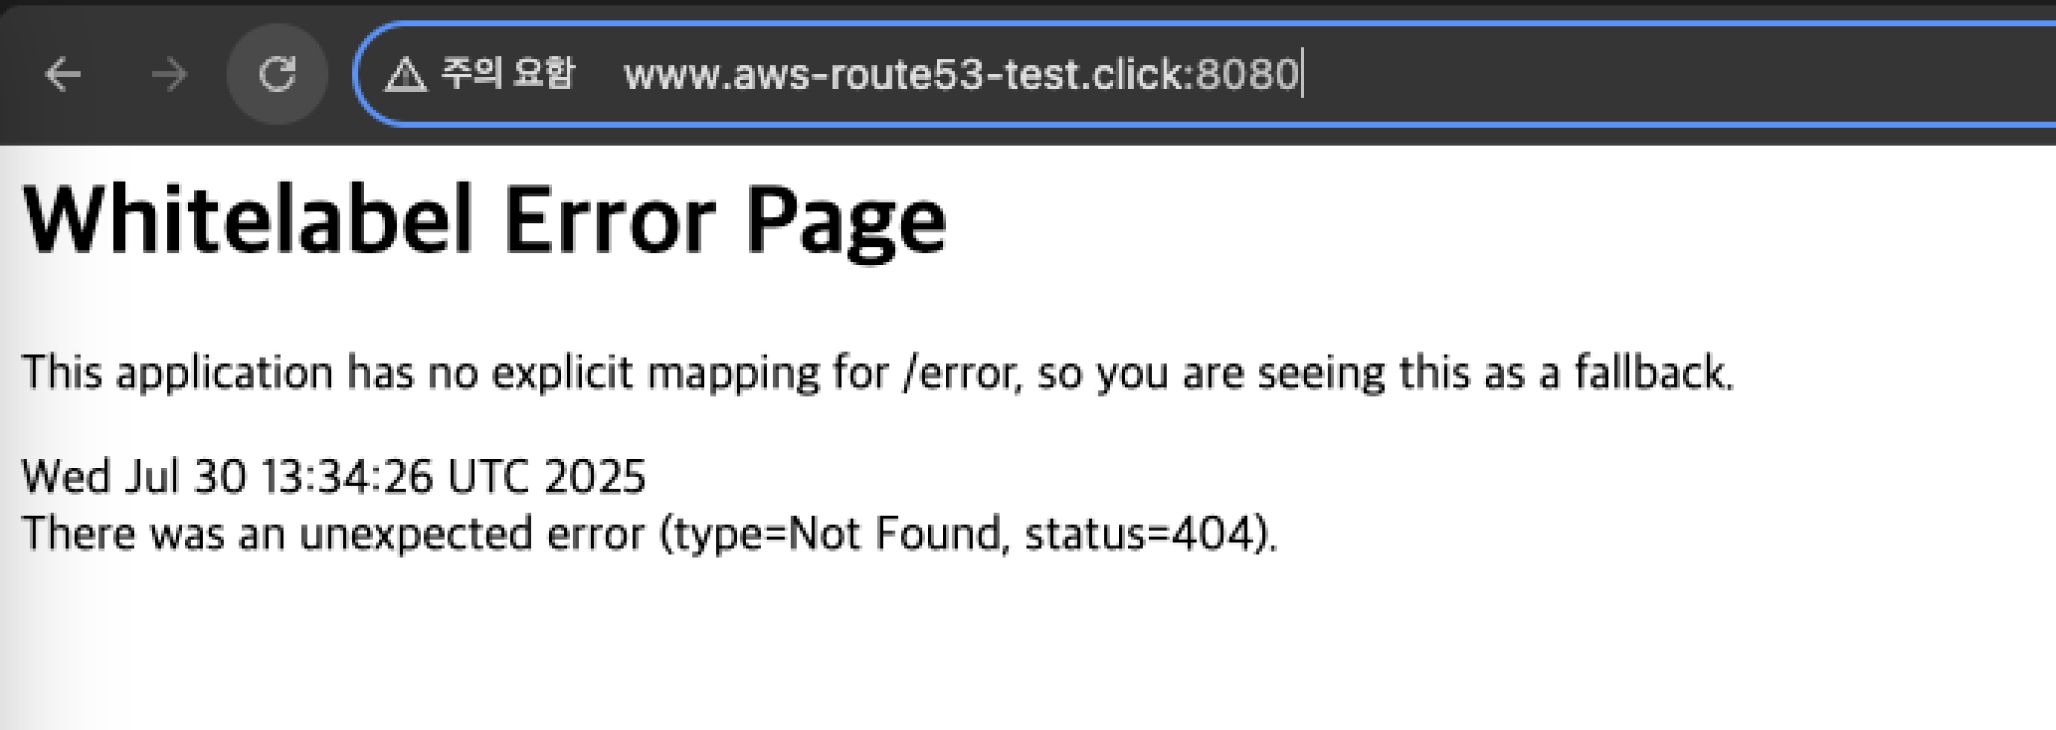 주의 요함 www.aws-route53-test.click:8080
Whitelabel Error Page
This application has no explicit mapping for /error, so you are seeing this as a fallback.
Wed Jul 30 13:34:26 UTC 2025
There was an unexpected error (type=Not Found, status=404).